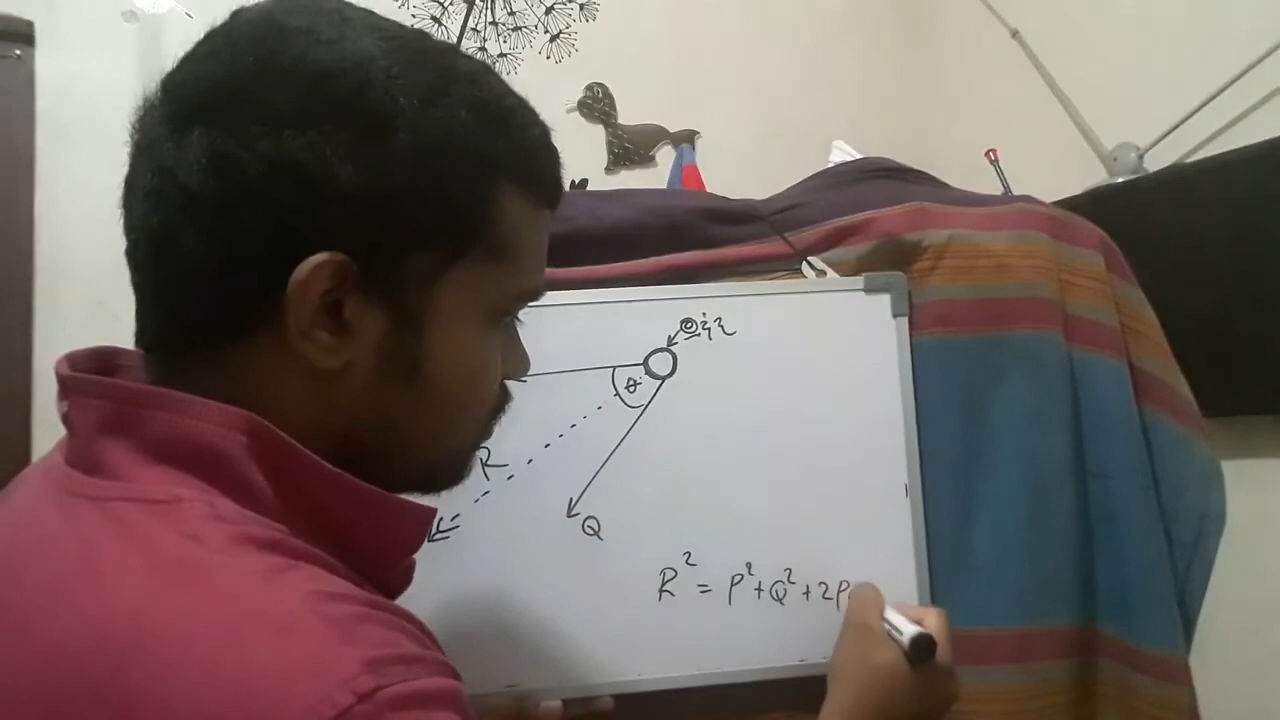 θ
R
Q
R² = P² + Q² + 2P